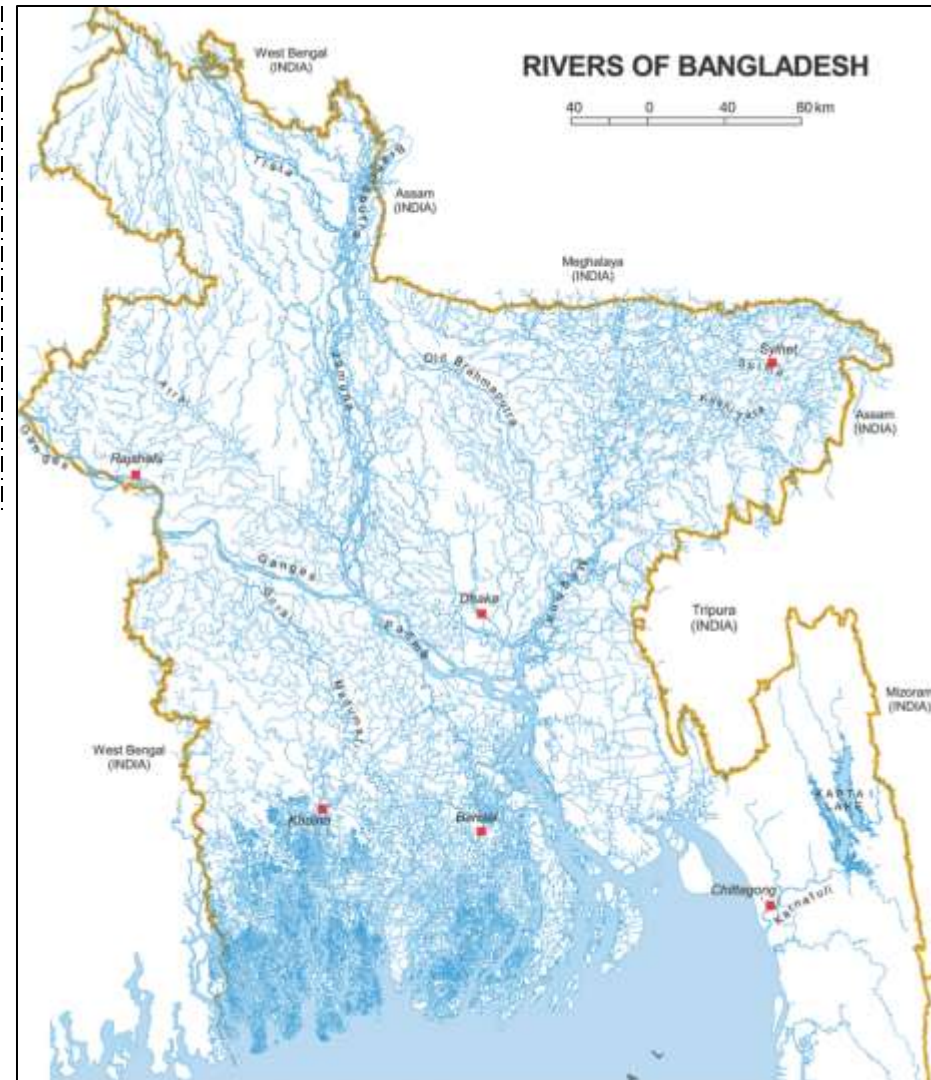 West Bengal
(INDIA)
RIVERS OF BANGLADESH
40 0 40 80 km
Tista
Brahmaputra
Assam
(INDIA)
Meghalaya
(INDIA)
Sylhet
Surma
Kushiyara
Old Brahmaputra
Jamuna
Atrai
Assam
(INDIA)
Ganges
Rajshahi
Ganges
Gorai
Dhaka
Meghna
Padma
Tripura
(INDIA)
Madumati
Mizoram
(INDIA)
West Bengal
(INDIA)
KAPTAI
LAKE
Khulna
Barisal
Chittagong
Karnafuli